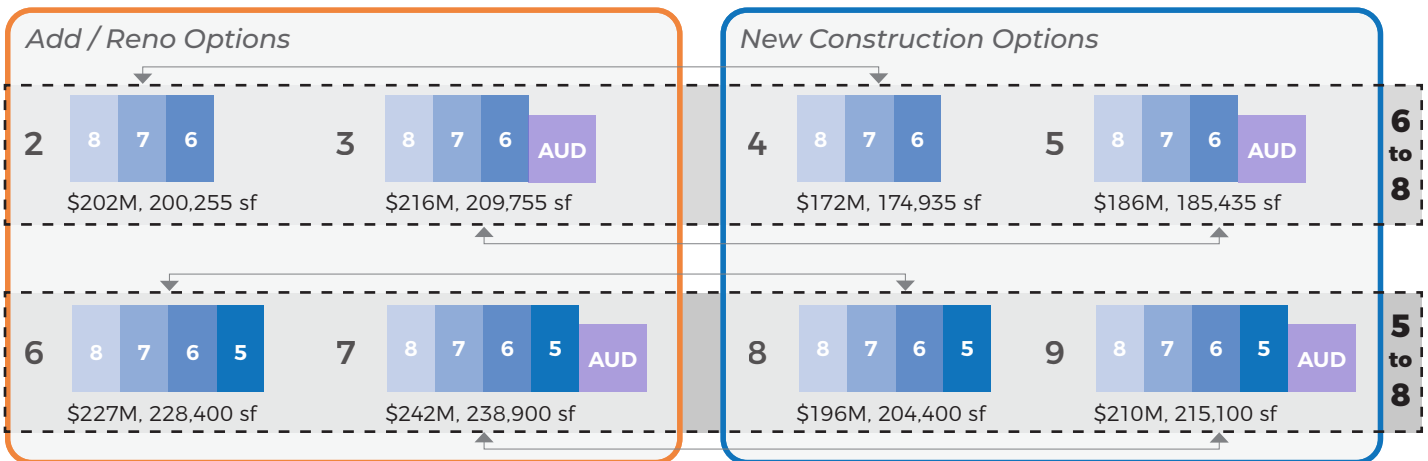 Add / Reno Options
New Construction Options
2
8 7 6
$202M, 200,255 sf
3
8 7 6 AUD
$216M, 209,755 sf
4
8 7 6
$172M, 174,935 sf
5
8 7 6 AUD
$186M, 185,435 sf
6
to
8
6
8 7 6 5
$227M, 228,400 sf
7
8 7 6 5 AUD
$242M, 238,900 sf
8
8 7 6 5
$196M, 204,400 sf
9
8 7 6 5 AUD
$210M, 215,100 sf
5
to
8